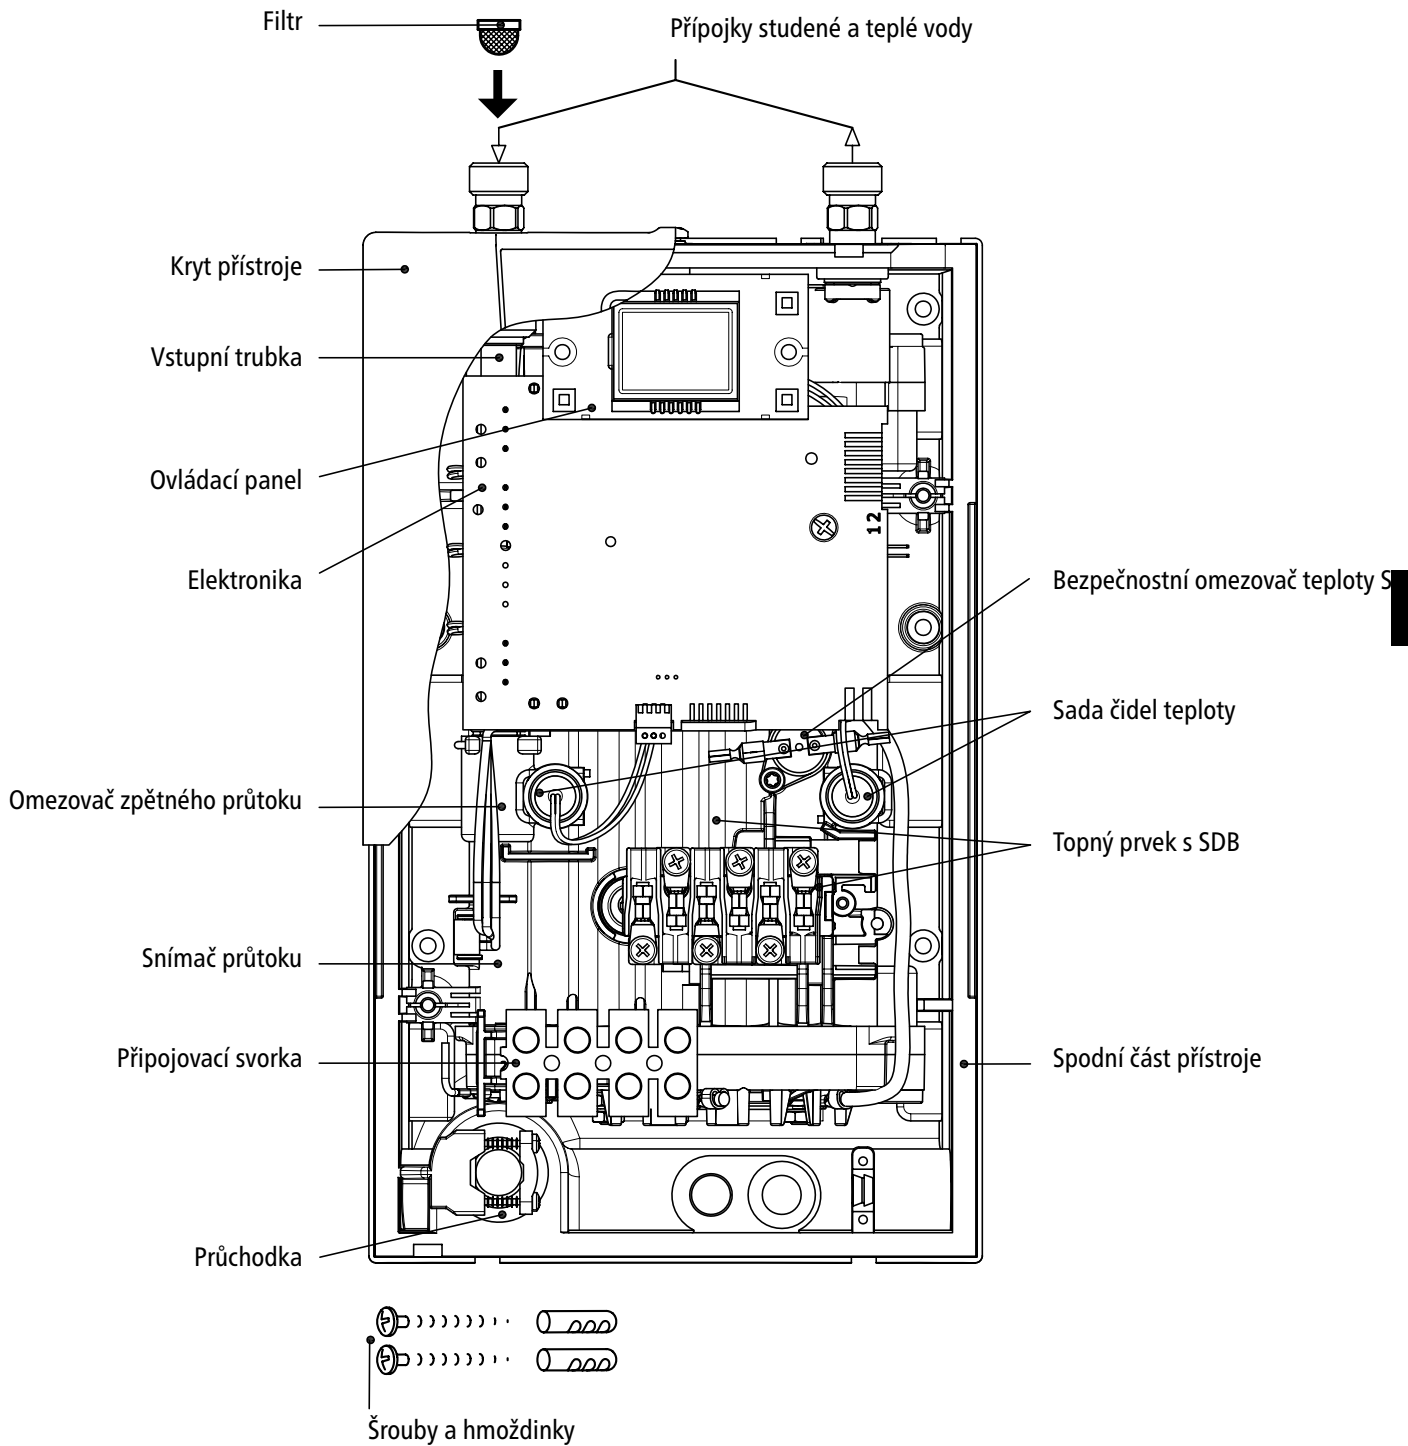 Filtr
Přípojky studené a teplé vody
Kryt přístroje
Vstupní trubka
Ovládací panel
12
Elektronika
Bezpečnostní omezovač teploty S
Sada čidel teploty
Omezovač zpětného průtoku
Topný prvek s SDB
Snímač průtoku
Připojovací svorka
Spodní část přístroje
Průchodka
Šrouby a hmoždinky